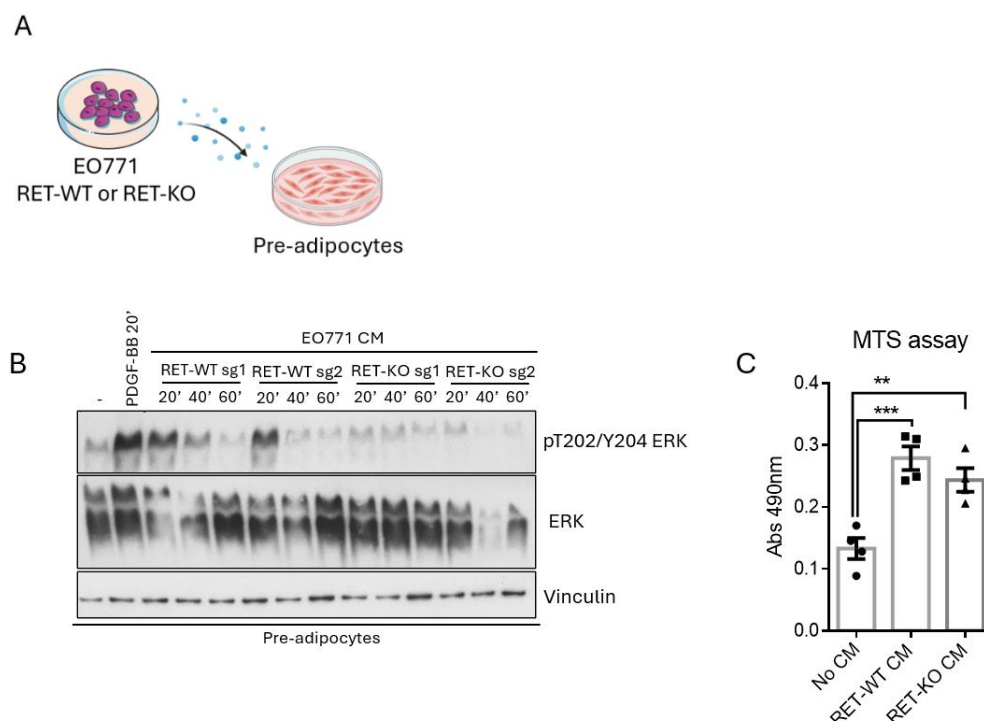 A
EO771
RET-WT or RET-KO
Pre-adipocytes
B
-
PDGF-BB 20’
EO771 CM
RET-WT sg1 RET-WT sg2 RET-KO sg1 RET-KO sg2
20’ 40’ 60’ 20’ 40’ 60’ 20’ 40’ 60’ 20’ 40’ 60’
pT202/Y204 ERK
ERK
Vinculin
Pre-adipocytes
C
MTS assay
**
***
Abs 490nm
0.4
0.3
0.2
0.1
0.0
No CM
RET-WT CM
RET-KO CM